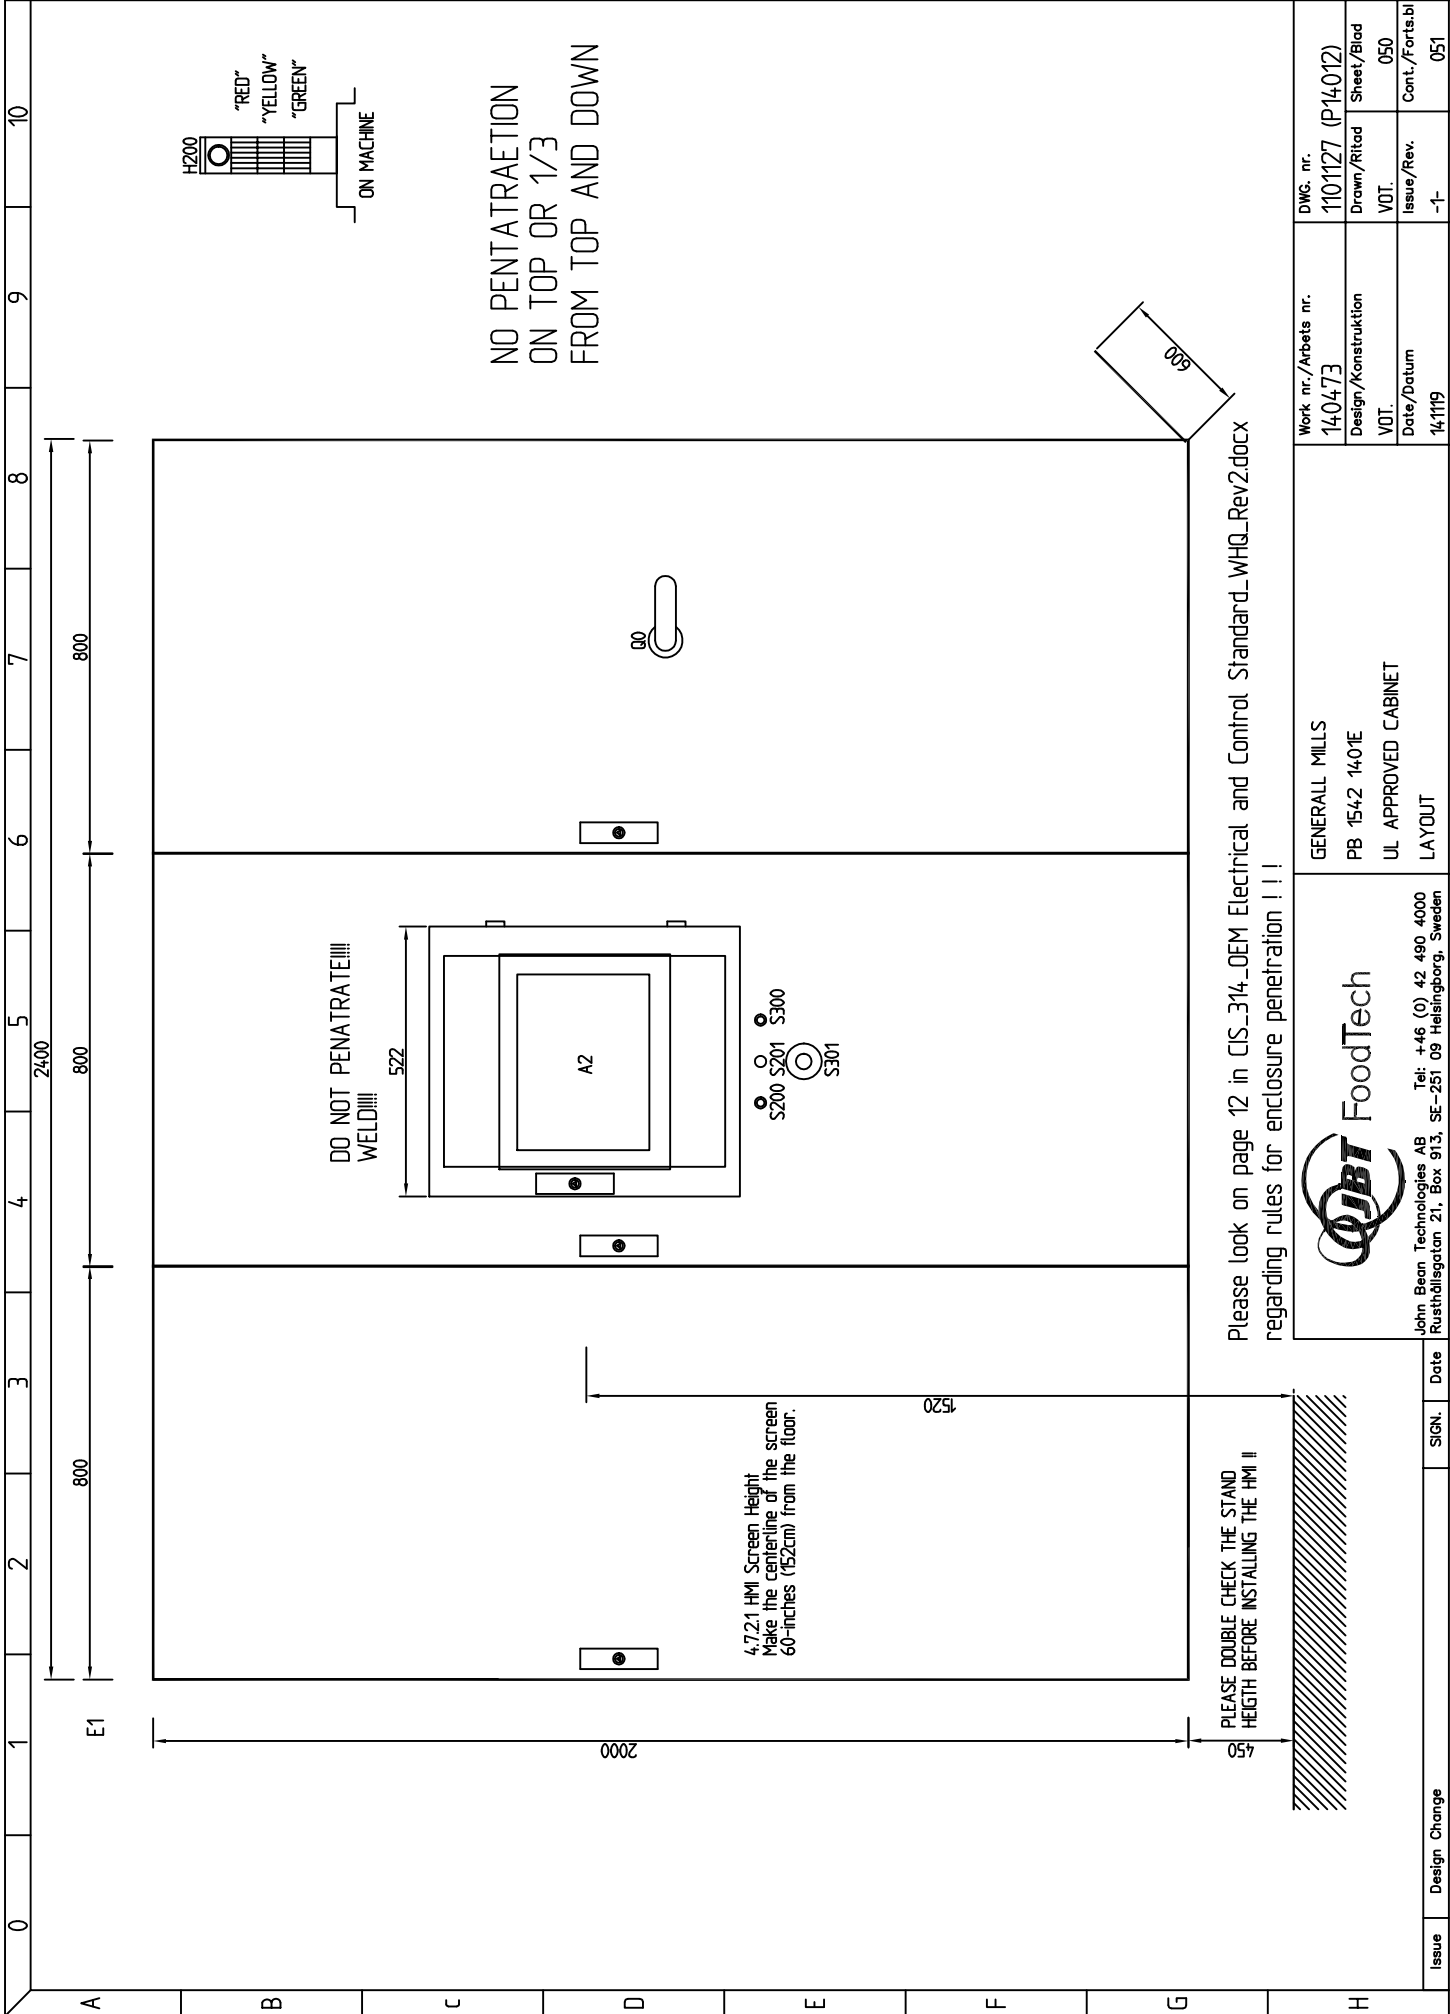 0 1 2 3 4 5 6 7 8 9 10
A
B
C
D
E
F
G
H
2400
800
800
800
E1
H200
"RED"
"YELLOW"
"GREEN"
ON MACHINE
NO PENTATRAETION
ON TOP OR 1/3
FROM TOP AND DOWN
DO NOT PENATRATE!!!!
WELD!!!!
522
A2
S200 S201 S300
S301
Q0
2000
4.7.2.1 HMI Screen Height
Make the centerline of the screen
60-inches (152cm) from the floor.
1520
600
450
PLEASE DOUBLE CHECK THE STAND
HEIGTH BEFORE INSTALLING THE HMI !!
Please look on page 12 in CIS_314_OEM Electrical and Control Standard_WHQ_Rev2.docx
regarding rules for enclosure penetration ! ! !
Issue
Design Change
SIGN.
Date
JBT FoodTech
John Bean Technologies AB Tel: +46 (0) 42 490 4000
Rusthållsgatan 21, Box 913, SE-251 09 Helsingborg, Sweden
GENERALL MILLS
PB 1542 1401E
UL APPROVED CABINET
LAYOUT
Work nr./Arbets nr.
140473
Design/Konstruktion
VOT.
Date/Datum
141119
DWG. nr.
1101127 (P14012)
Drawn/Ritad
VOT.
Sheet/Blad
050
Issue/Rev.
-1-
Cont./Forts.bl
051